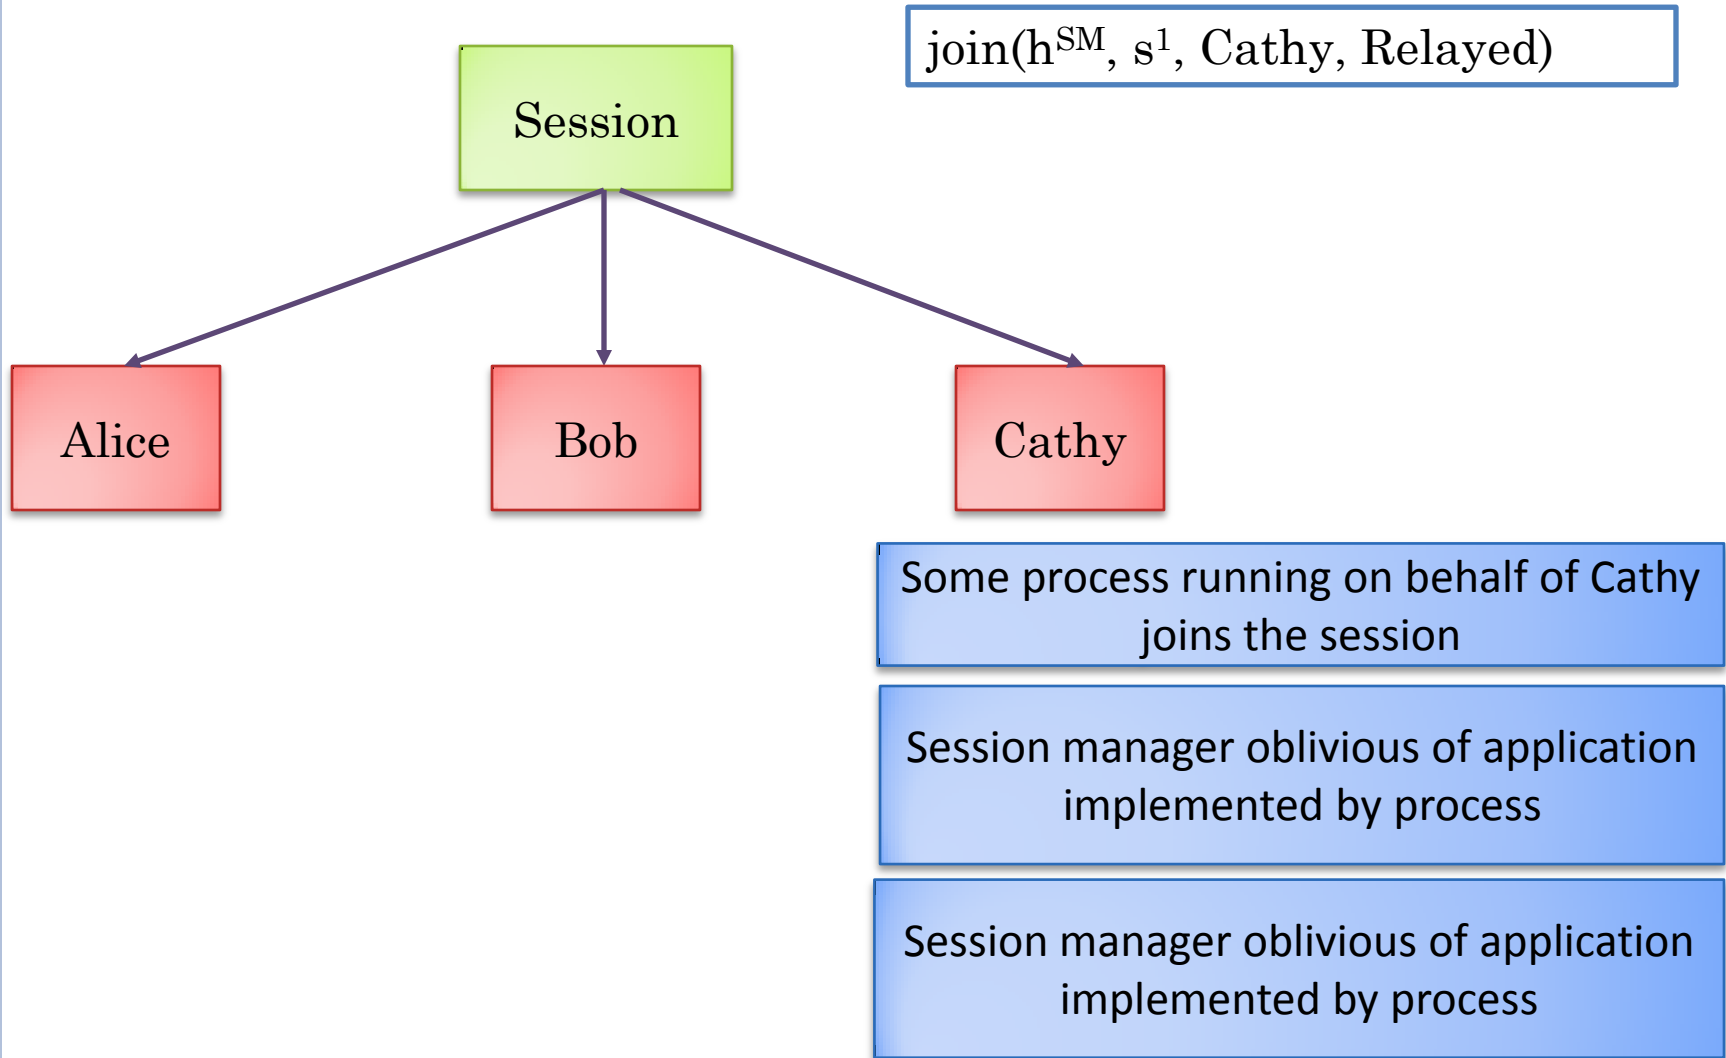 join(hˢᴹ, s¹, Cathy, Relayed)
Session
Alice
Bob
Cathy
Some process running on behalf of Cathy
joins the session
Session manager oblivious of application
implemented by process
Session manager oblivious of application
implemented by process